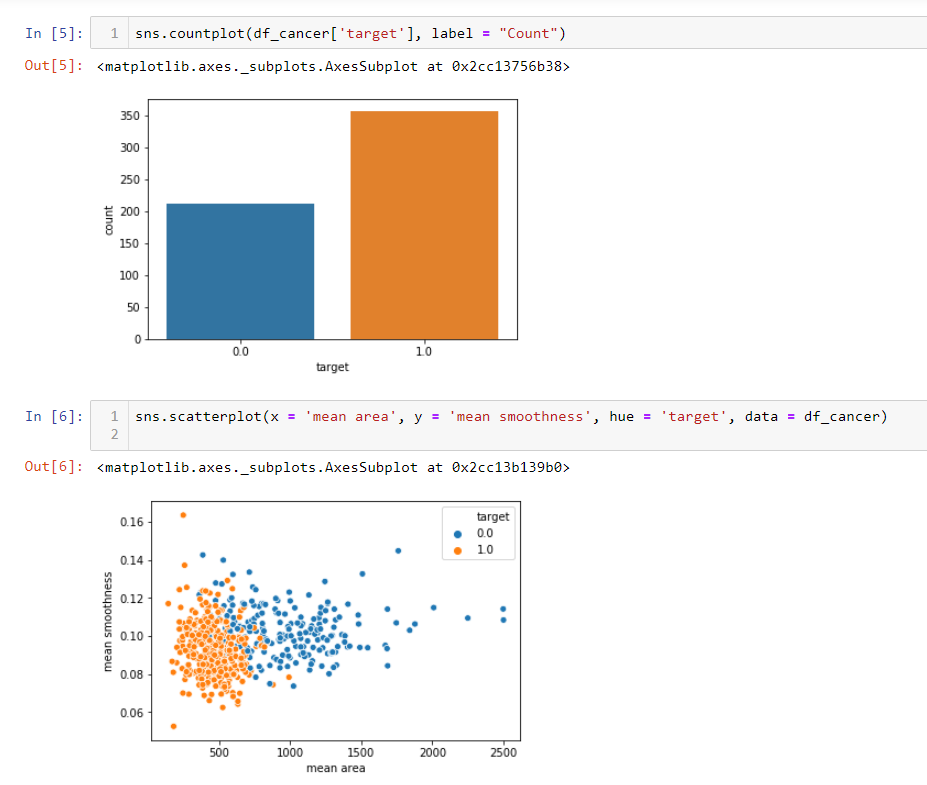 In [5]: 1 sns.countplot(df_cancer['target'], label = "Count")
Out[5]: <matplotlib.axes._subplots.AxesSubplot at 0x2cc13756b38>
350
300
250
200
150
100
50
0
count
0.0 1.0
target
In [6]: 1 sns.scatterplot(x = 'mean area', y = 'mean smoothness', hue = 'target', data = df_cancer)
2
Out[6]: <matplotlib.axes._subplots.AxesSubplot at 0x2cc13b139b0>
target
0.0
1.0
0.16
0.14
0.12
0.10
0.08
0.06
mean smoothness
500 1000 1500 2000 2500
mean area